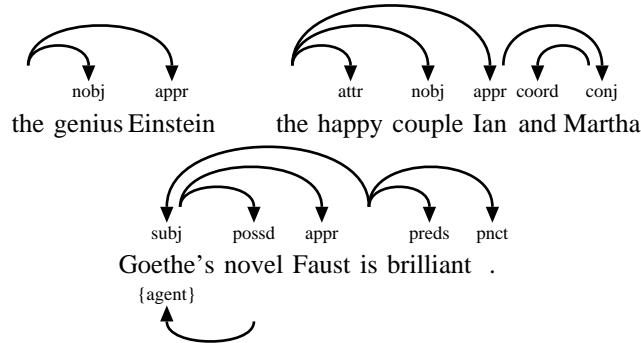 nobj appr attr nobj appr coord conj
the genius Einstein the happy couple Ian and Martha
subj possd appr preds pnct
Goethe's novel Faust is brilliant .
{agent}